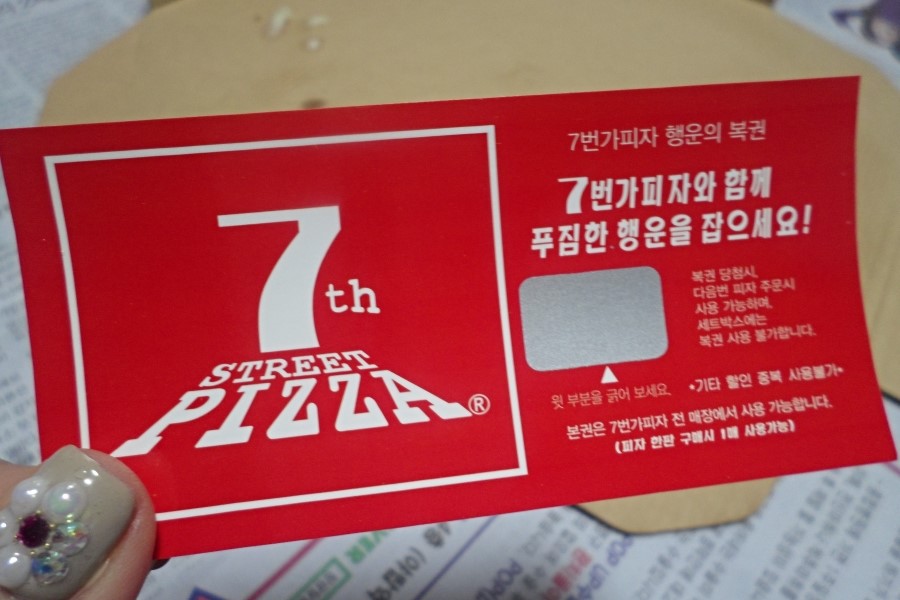 7th
STREET
PIZZA®
7번가피자 행운의 복권
7번가피자와 함께
푸짐한 행운을 잡으세요!
복권 당첨시,
다음번 피자 주문시
사용 가능하며,
세트박스에는
복권 사용 불가합니다.
윗 부분을 긁어 보세요.
*기타 할인 중복 사용불가*
본권은 7번가피자 전 매장에서 사용 가능합니다.
(피자 한판 구매시 1매 사용가능)